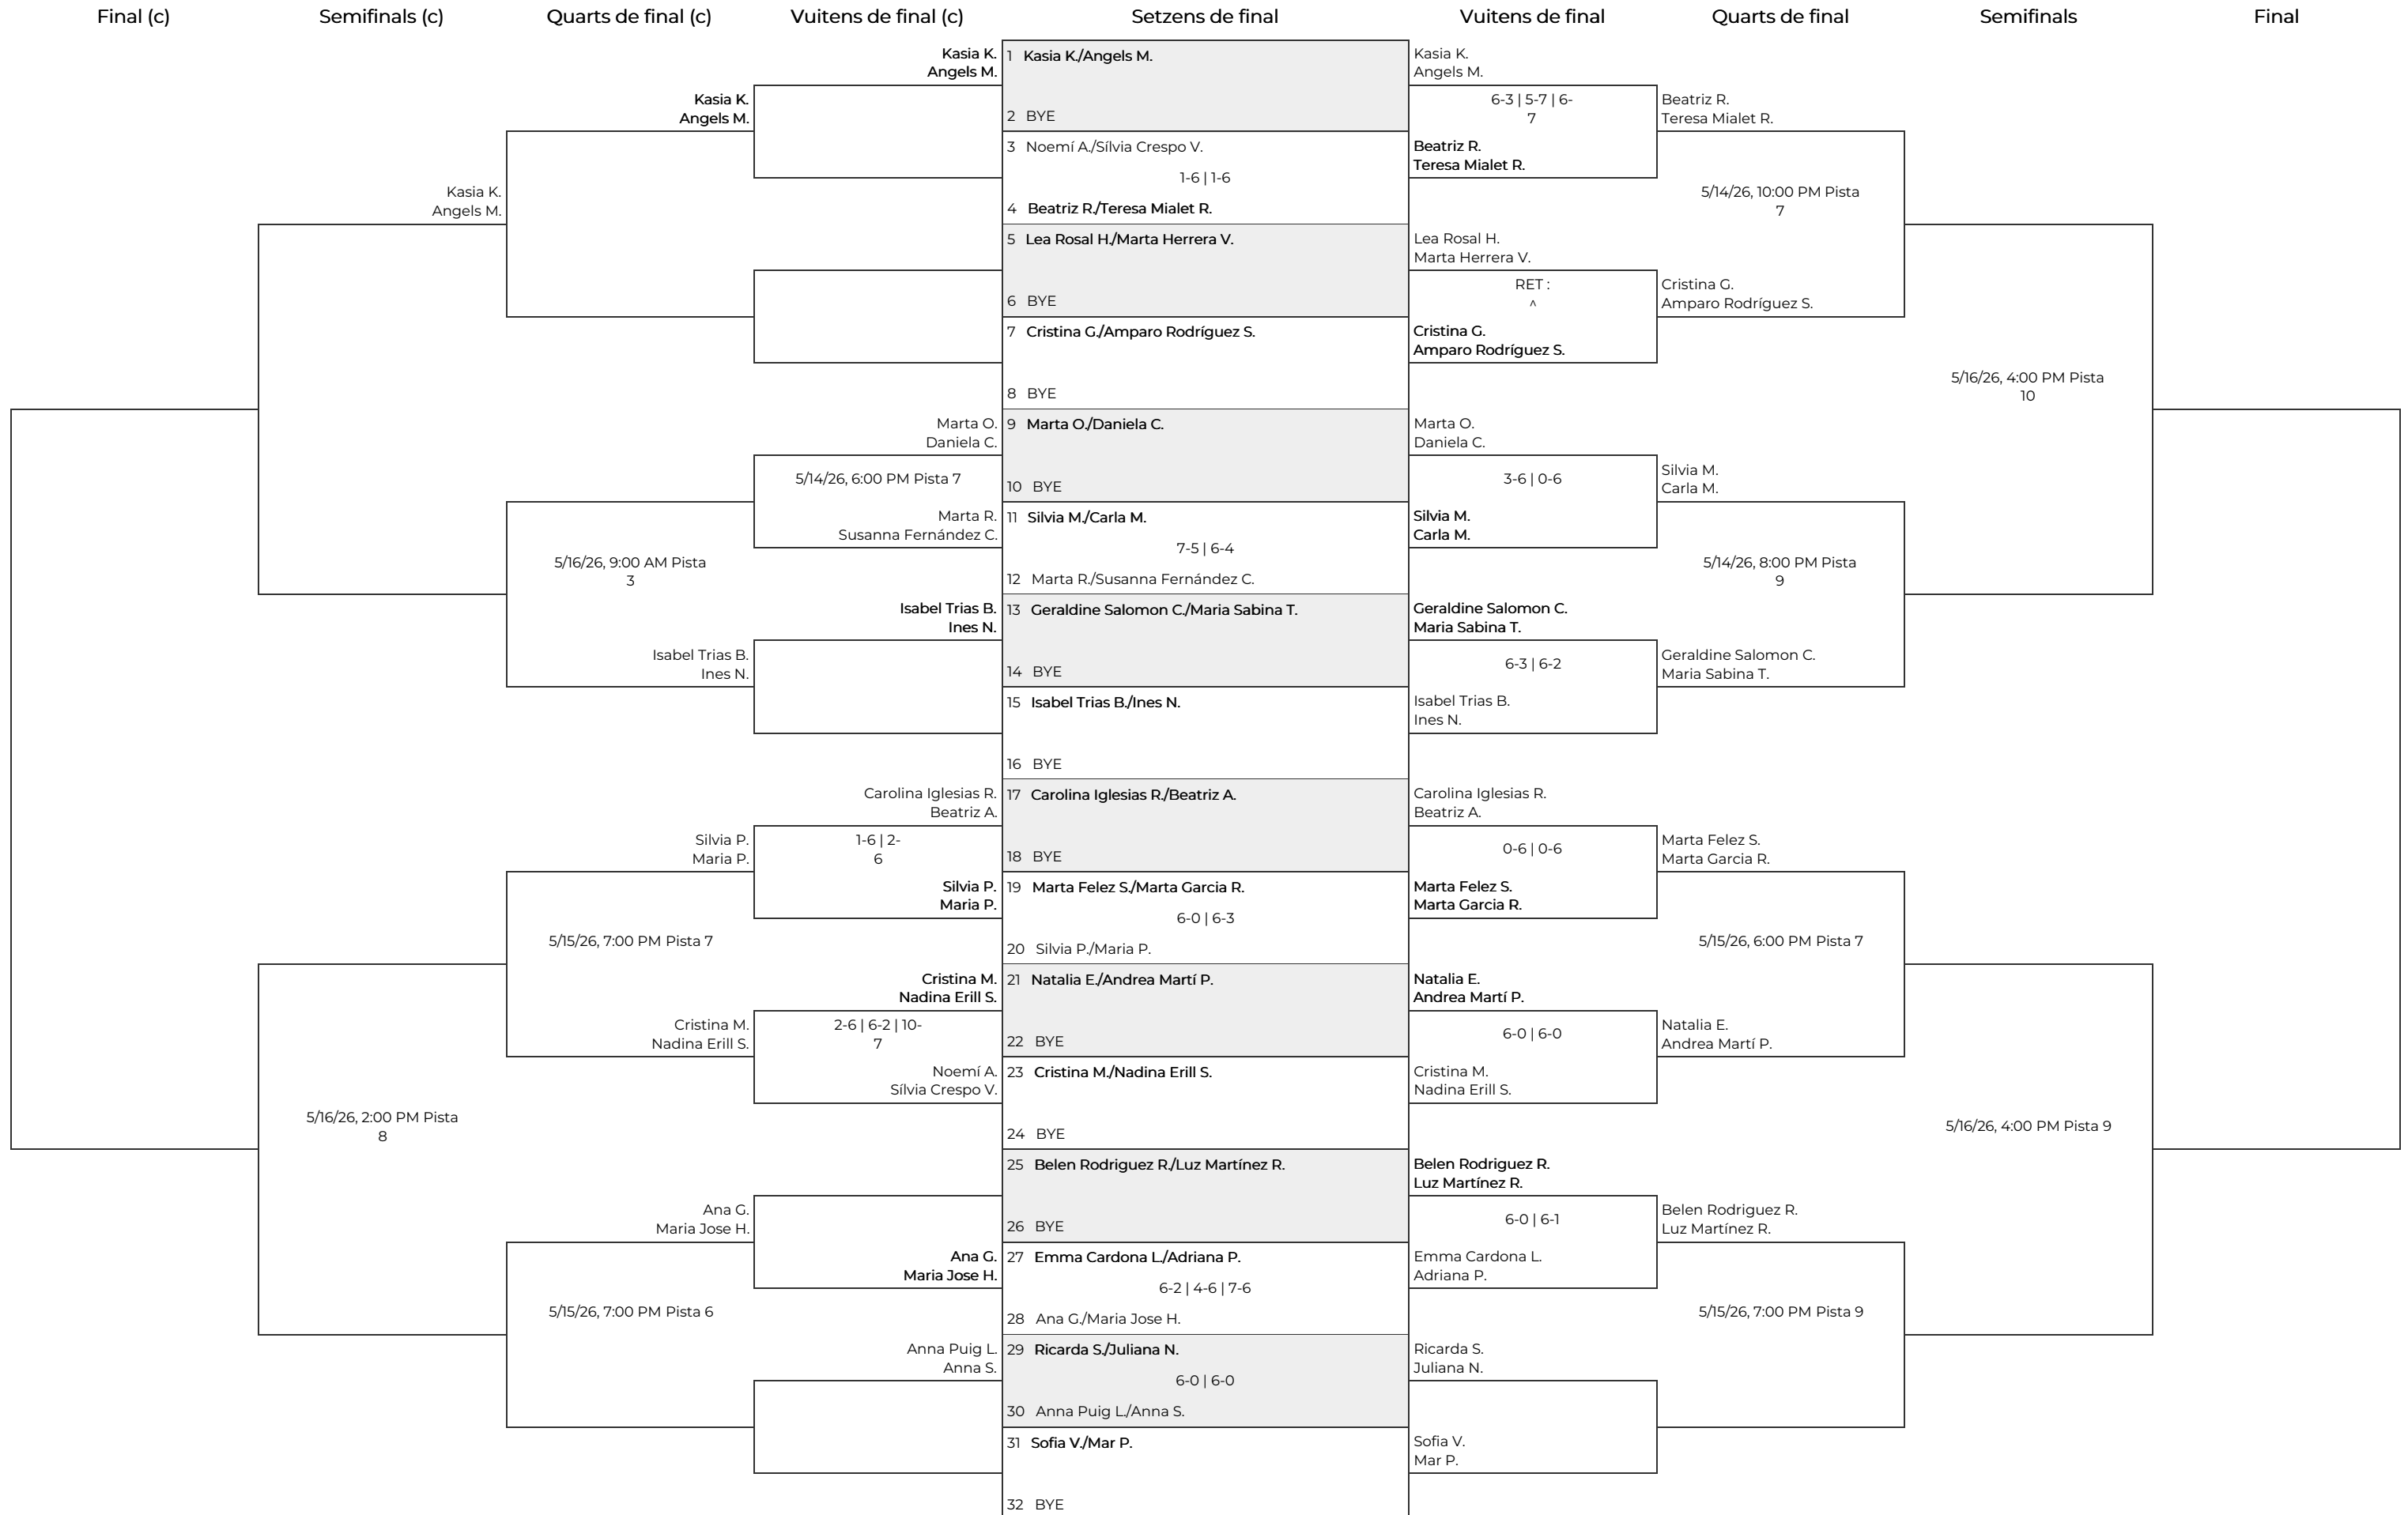 Final (c)
Semifinals (c)
Quarts de final (c)
Vuitens de final (c)
Setzens de final
Vuitens de final
Quarts de final
Semifinals
Final
Kasia K.
Angels M.
5/16/26, 2:00 PM Pista
8
Kasia K.
Angels M.
5/16/26, 9:00 AM Pista
3
Isabel Trias B.
Ines N.
Silvia P.
Maria P.
5/15/26, 7:00 PM Pista 7
Cristina M.
Nadina Erill S.
Ana G.
Maria Jose H.
5/15/26, 7:00 PM Pista 6
Kasia K.
Angels M.
Marta O.
Daniela C.
5/14/26, 6:00 PM Pista 7
Marta R.
Susanna Fernández C.
Isabel Trias B.
Ines N.
Carolina Iglesias R.
Beatriz A.
1-6 | 2-
6
Silvia P.
Maria P.
Cristina M.
Nadina Erill S.
2-6 | 6-2 | 10-
7
Noemí A.
Sílvia Crespo V.
Ana G.
Maria Jose H.
Anna Puig L.
Anna S.
1 Kasia K./Angels M.
2 BYE
3 Noemí A./Sílvia Crespo V.
1-6 | 1-6
4 Beatriz R./Teresa Mialet R.
5 Lea Rosal H./Marta Herrera V.
6 BYE
7 Cristina G./Amparo Rodríguez S.
8 BYE
9 Marta O./Daniela C.
10 BYE
11 Silvia M./Carla M.
7-5 | 6-4
12 Marta R./Susanna Fernández C.
13 Geraldine Salomon C./Maria Sabina T.
14 BYE
15 Isabel Trias B./Ines N.
16 BYE
17 Carolina Iglesias R./Beatriz A.
18 BYE
19 Marta Felez S./Marta Garcia R.
6-0 | 6-3
20 Silvia P./Maria P.
21 Natalia E./Andrea Martí P.
22 BYE
23 Cristina M./Nadina Erill S.
24 BYE
25 Belen Rodriguez R./Luz Martínez R.
26 BYE
27 Emma Cardona L./Adriana P.
6-2 | 4-6 | 7-6
28 Ana G./Maria Jose H.
29 Ricarda S./Juliana N.
6-0 | 6-0
30 Anna Puig L./Anna S.
31 Sofia V./Mar P.
32 BYE
Kasia K.
Angels M.
6-3 | 5-7 | 6-
7
Beatriz R.
Teresa Mialet R.
Lea Rosal H.
Marta Herrera V.
RET :
^
Cristina G.
Amparo Rodríguez S.
Marta O.
Daniela C.
3-6 | 0-6
Silvia M.
Carla M.
Geraldine Salomon C.
Maria Sabina T.
6-3 | 6-2
Isabel Trias B.
Ines N.
Carolina Iglesias R.
Beatriz A.
0-6 | 0-6
Marta Felez S.
Marta Garcia R.
Natalia E.
Andrea Martí P.
6-0 | 6-0
Cristina M.
Nadina Erill S.
Belen Rodriguez R.
Luz Martínez R.
6-0 | 6-1
Emma Cardona L.
Adriana P.
Ricarda S.
Juliana N.
Sofia V.
Mar P.
Beatriz R.
Teresa Mialet R.
5/14/26, 10:00 PM Pista
7
Cristina G.
Amparo Rodríguez S.
Silvia M.
Carla M.
5/14/26, 8:00 PM Pista
9
Geraldine Salomon C.
Maria Sabina T.
Marta Felez S.
Marta Garcia R.
5/15/26, 6:00 PM Pista 7
Natalia E.
Andrea Martí P.
Belen Rodriguez R.
Luz Martínez R.
5/15/26, 7:00 PM Pista 9
5/16/26, 4:00 PM Pista
10
5/16/26, 4:00 PM Pista 9